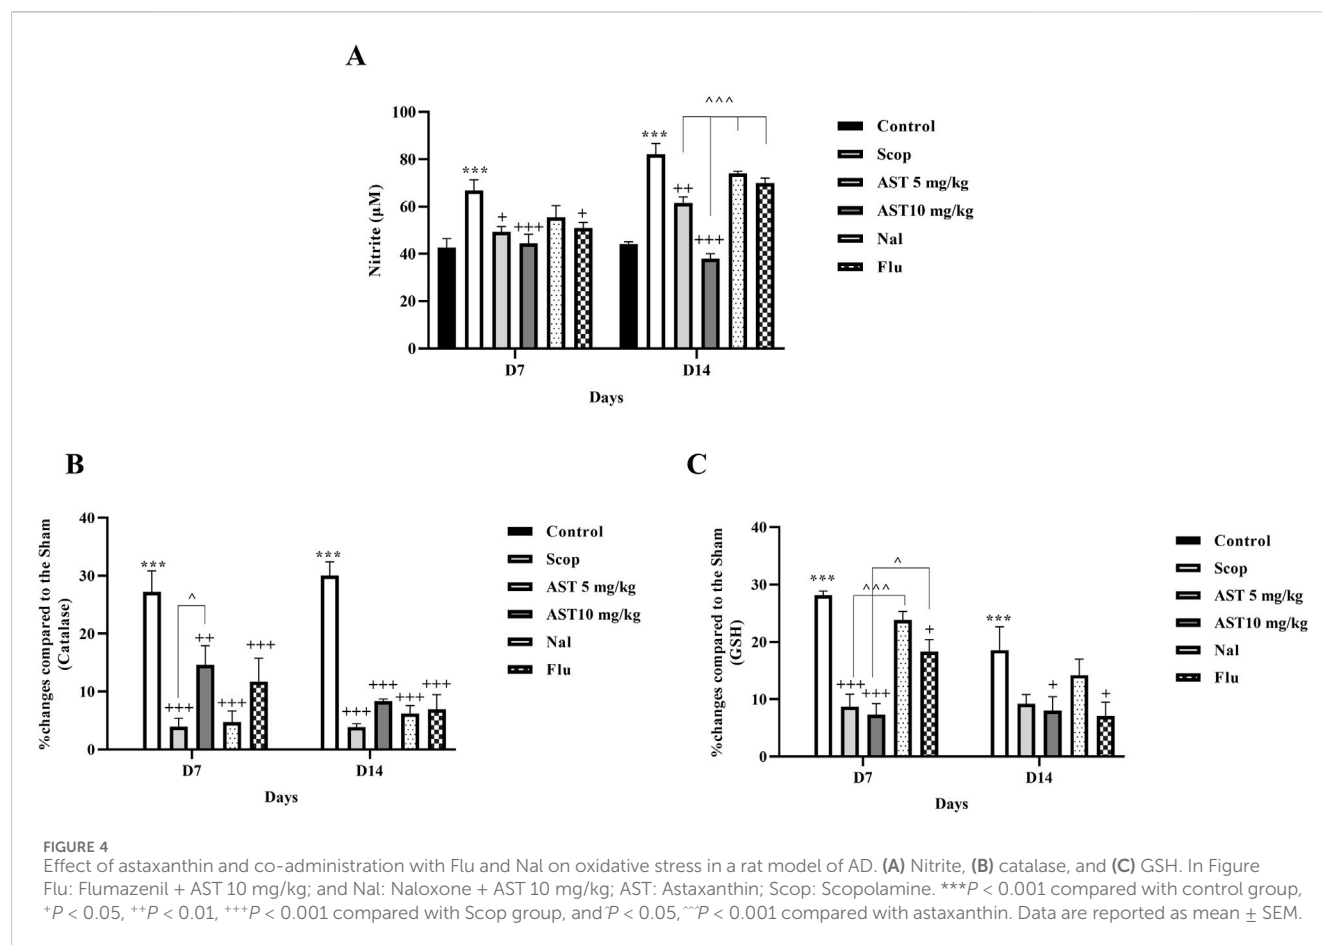 A
^^^
100
80
60
40
20
0
Nitrite (µM)
***
+
+++
+
***
++
+++
D7
D14
Days
Control
Scop
AST 5 mg/kg
AST10 mg/kg
Nal
Flu
B
40
30
20
10
0
%changes compared to the Sham
(Catalase)
***
^
+++
++
+++
+++
***
+++
+++
+++
+++
D7
D14
Days
Control
Scop
AST 5 mg/kg
AST10 mg/kg
Nal
Flu
C
40
30
20
10
0
%changes compared to the Sham
(GSH)
***
^
^^^
+++
+++
+
***
+
+
D7
D14
Days
Control
Scop
AST 5 mg/kg
AST10 mg/kg
Nal
Flu
FIGURE 4
Effect of astaxanthin and co-administration with Flu and Nal on oxidative stress in a rat model of AD. (A) Nitrite, (B) catalase, and (C) GSH. In Figure
Flu: Flumazenil + AST 10 mg/kg; and Nal: Naloxone + AST 10 mg/kg; AST: Astaxanthin; Scop: Scopolamine. ***P < 0.001 compared with control group,
+P < 0.05, ++P < 0.01, +++P < 0.001 compared with Scop group, and ^P < 0.05, ^^^P < 0.001 compared with astaxanthin. Data are reported as mean ± SEM.